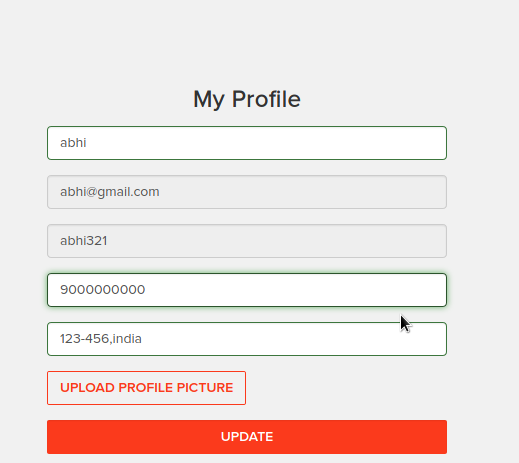 My Profile
abhi
abhi@gmail.com
abhi321
9000000000
123-456,india
UPLOAD PROFILE PICTURE
UPDATE